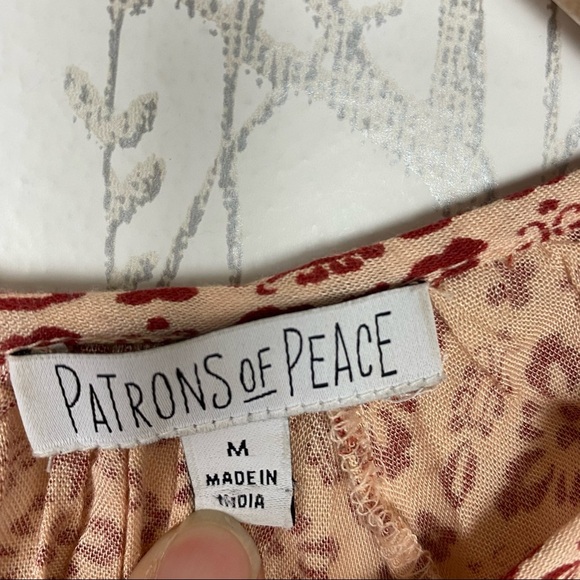 PATRONS OF PEACE
M
MADE IN
INDIA